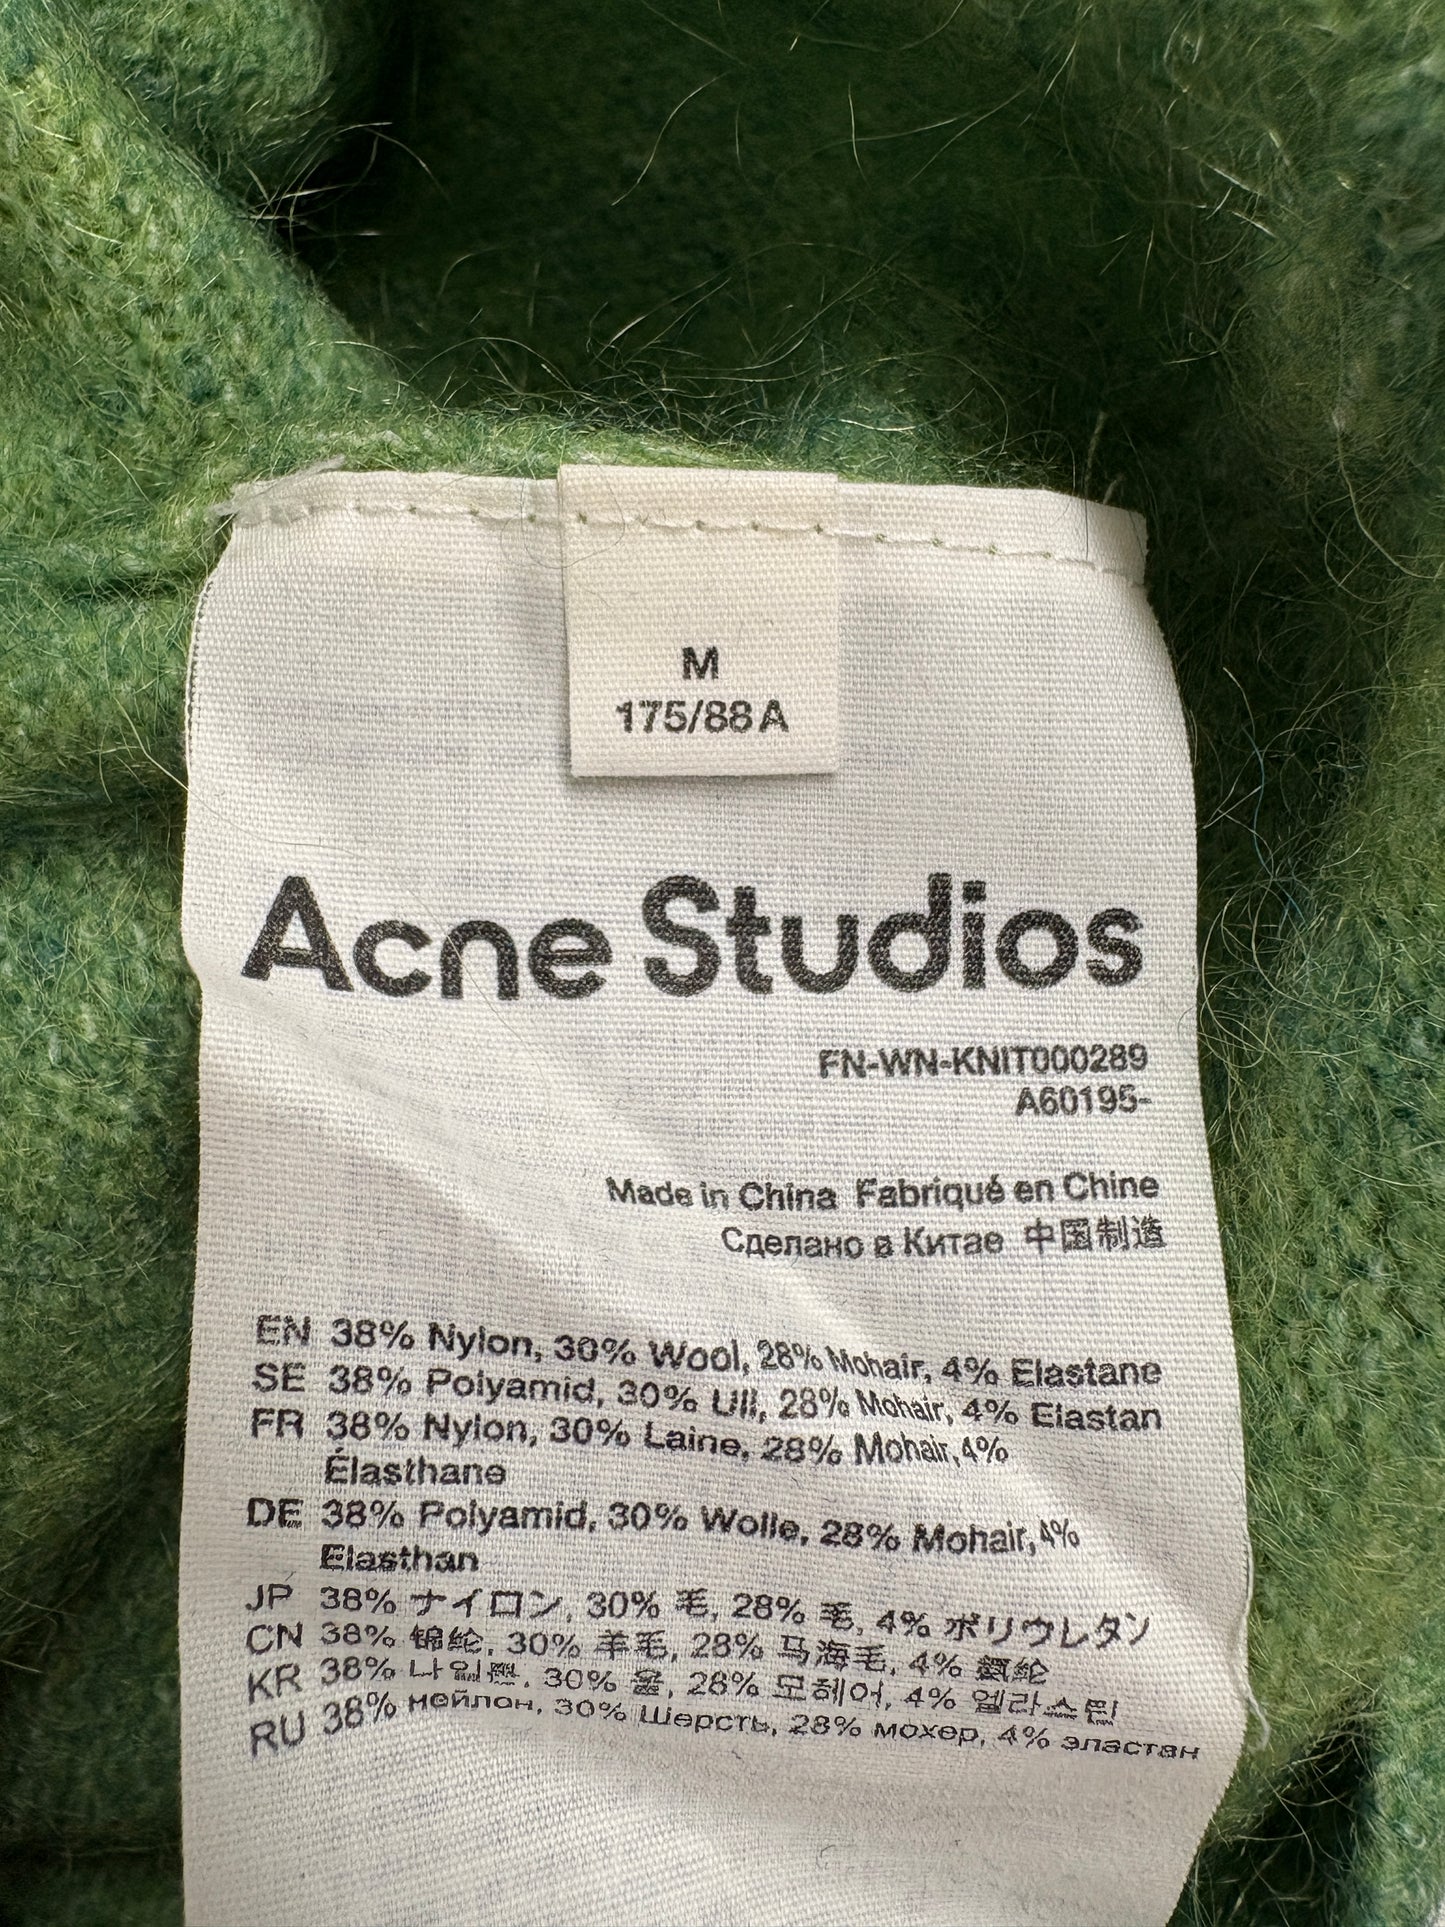 M
175/88A
Acne Studios
FN-WN-KNIT000289
A60195-
Made in China Fabriqué en Chine
Сделано в Китае 中国制造
EN 38% Nylon, 30% Wool, 28% Mohair, 4% Elastane
SE 38% Polyamid, 30% Ull, 28% Mohair, 4% Elastan
FR 38% Nylon, 30% Laine, 28% Mohair, 4%
Élasthane
DE 38% Polyamid, 30% Wolle, 28% Mohair, 4%
Elasthan
JP 38% ナイロン, 30% 毛, 28% 毛, 4% ポリウレタン
CN 38% 锦纶, 30% 羊毛, 28% 马海毛, 4% 氨纶
KR 38% 나일론, 30% 울, 28% 모헤어, 4% 엘라스틴
RU 38% нейлон, 30% Шерсть, 28% мохер, 4% эластан